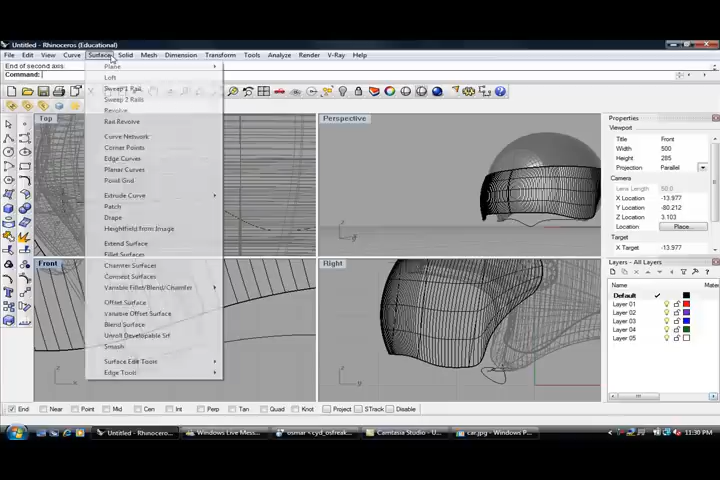 Untitled - Rhinoceros (Educational)
File Edit View Curve Surface Solid Mesh Dimension Transform Tools Analyze Render V-Ray Help
End of second axis:
Command:
Plane
Loft
Sweep 1 Rail
Sweep 2 Rails
Revolve
Rail Revolve
Curve Network
Corner Points
Edge Curves
Planar Curves
Point Grid
Extrude Curve
Patch
Drape
Heightfield from Image
Extend Surface
Fillet Surfaces
Chamfer Surfaces
Connect Surfaces
Variable Fillet/Blend/Chamfer
Offset Surface
Variable Offset Surface
Blend Surface
Unroll Developable Srf
Smash
Surface Edit Tools
Edge Tools
Top
Perspective
Front
Right
z
y
z
x
z
y
Properties
Viewport
Title Front
Width 500
Height 285
Projection Parallel
Camera
Lens Length 50.0
X Location -13.977
Y Location -80.212
Z Location 3.103
Location Place...
Target
X Target -13.977
Layers: All Layers
Name Mater
Default
Layer 01
Layer 02
Layer 03
Layer 04
Layer 05
End Near Point Mid Cen Int Perp Tan Quad Knot Project STrack Disable
Untitled - Rhinoceros...
Windows Live Mess...
osmar < cyd_osfreak...
Camtasia Studio - U...
car.jpg - Windows P...
11:30 PM